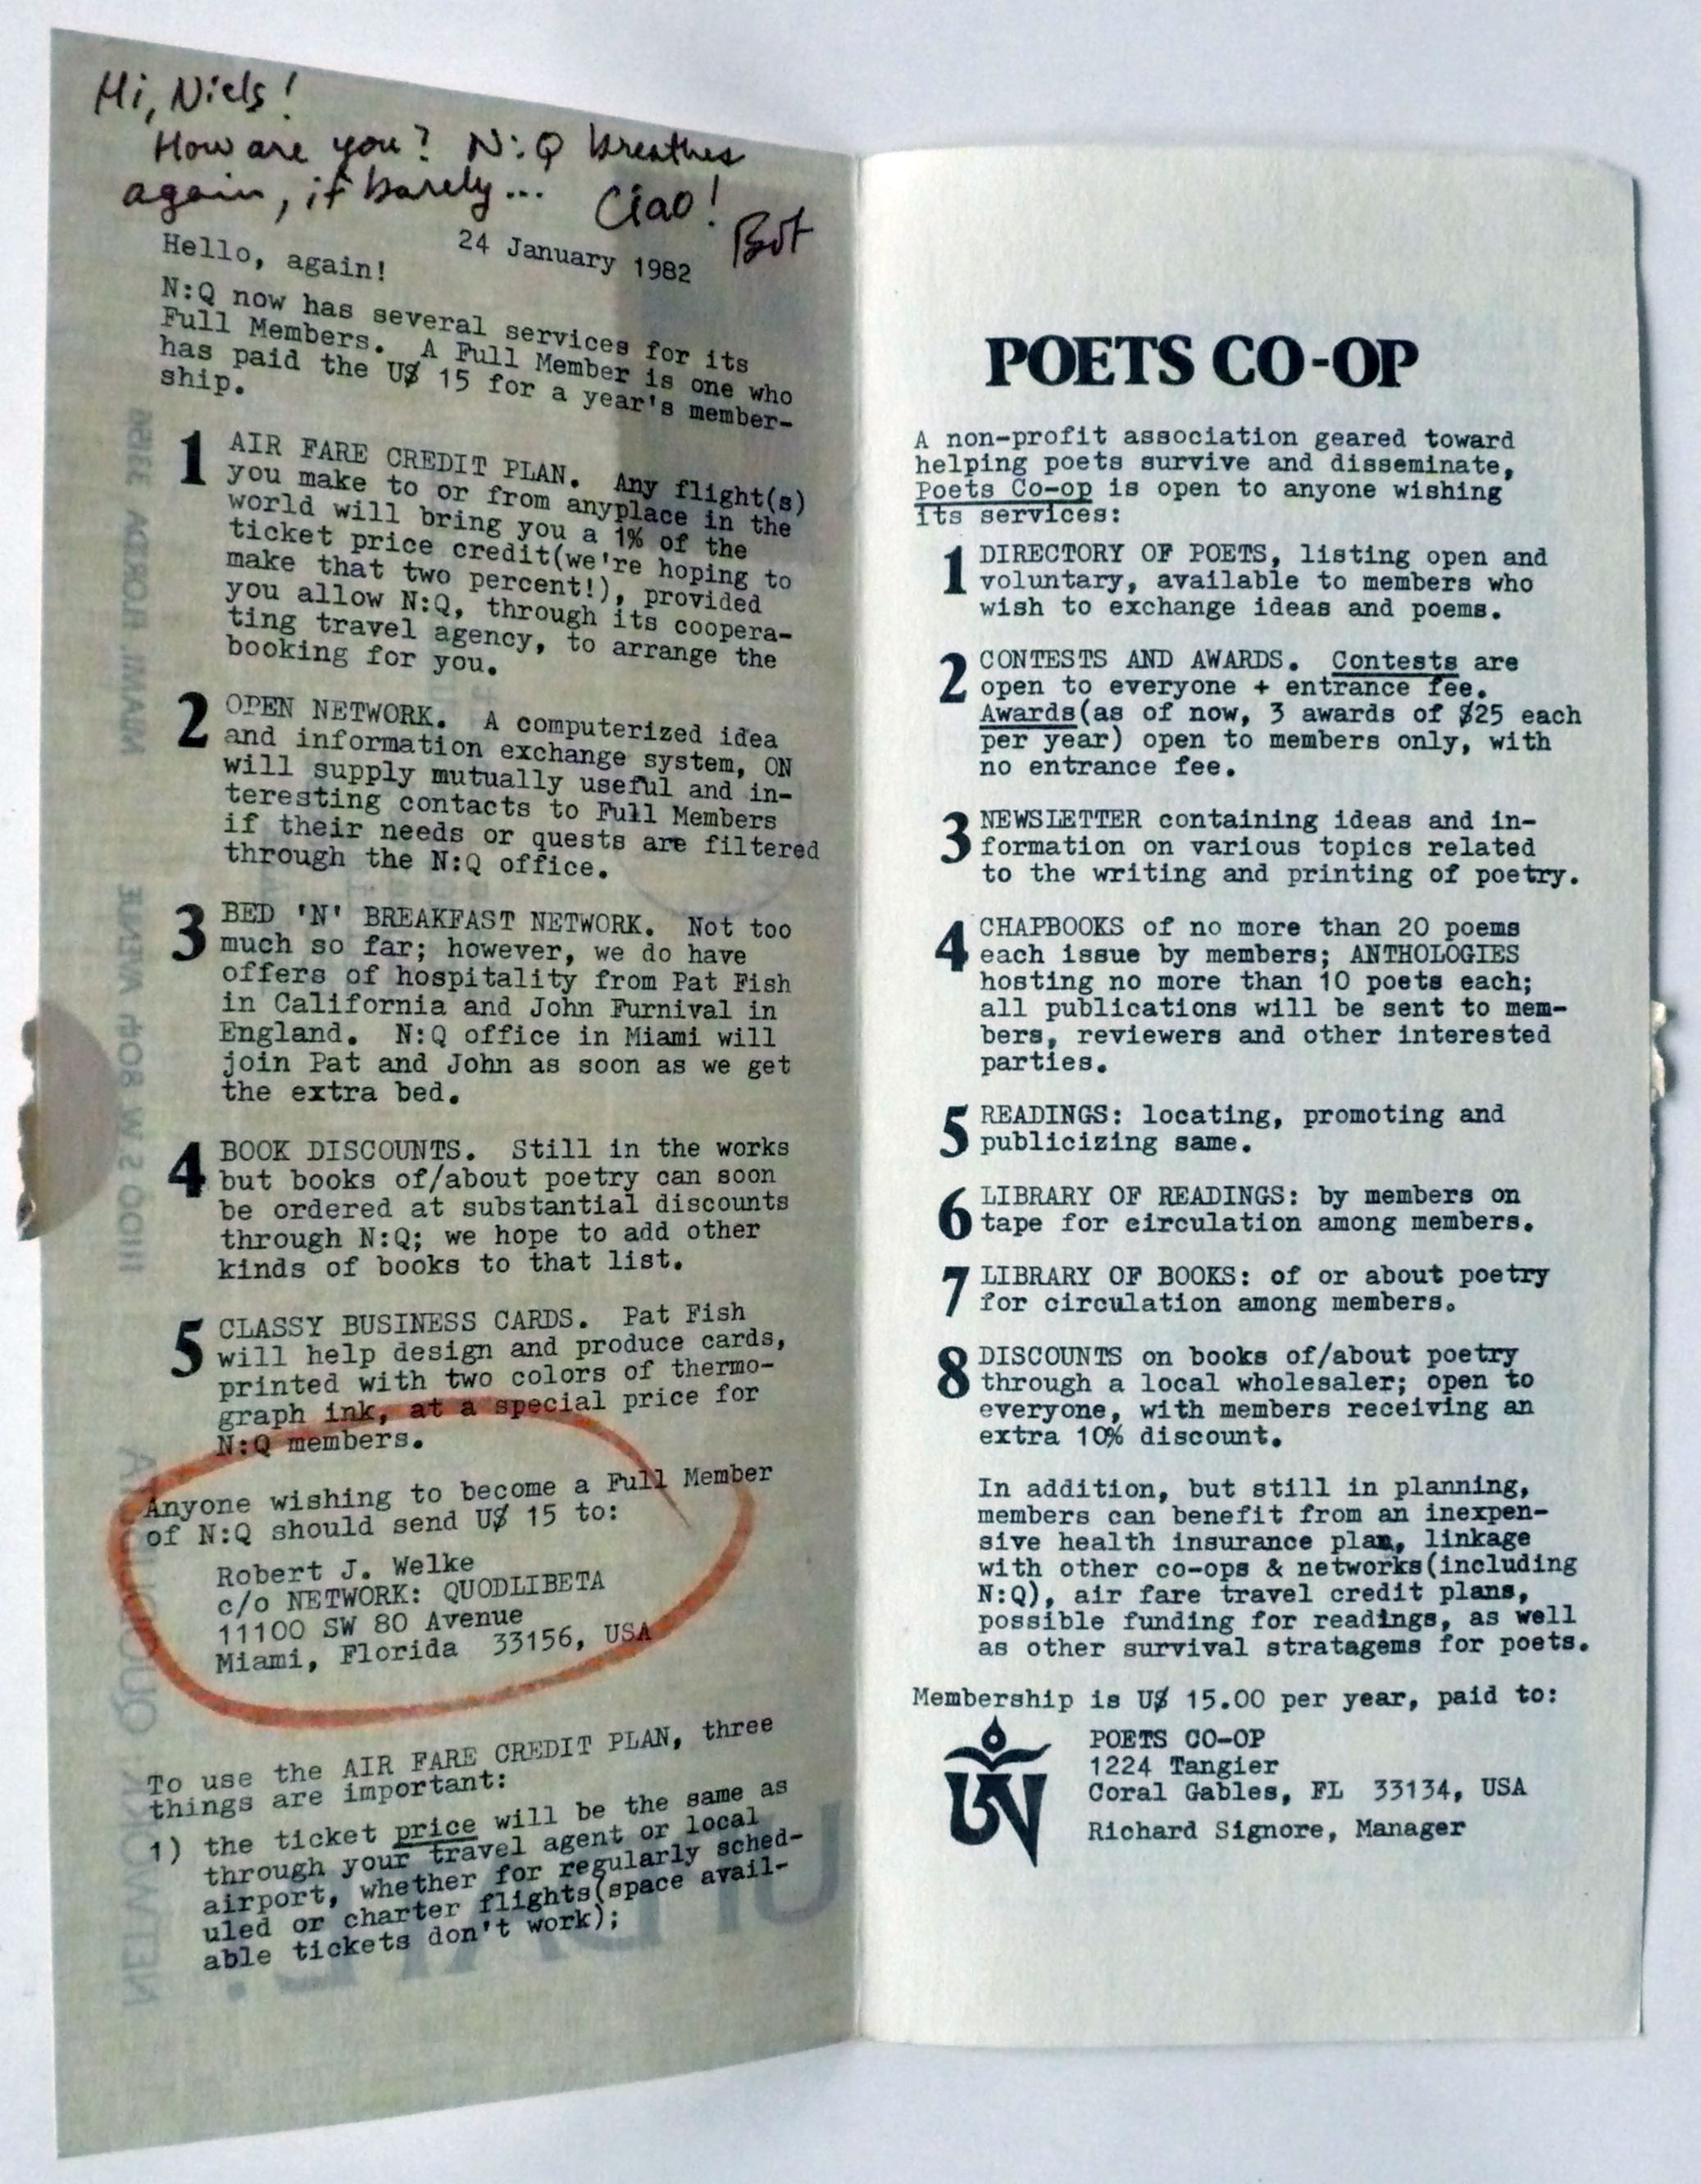 Hi, Niels!
How are you? N:Q breathes
again, if barely... Ciao!
24 January 1982
Hello, again!
N:Q now has several services for its
Full Members. A Full Member is one who
has paid the U$ 15 for a year's member-
ship.
1 AIR FARE CREDIT PLAN. Any flight(s)
you make to or from anyplace in the
world will bring you a 1% of the
ticket price credit(we're hoping to
make that two percent!), provided
you allow N:Q, through its coopera-
ting travel agency, to arrange the
booking for you.
2 OPEN NETWORK. A computerized idea
and information exchange system, ON
will supply mutually useful and in-
teresting contacts to Full Members
if their needs or quests are filtered
through the N:Q office.
3 BED 'N' BREAKFAST NETWORK. Not too
much so far; however, we do have
offers of hospitality from Pat Fish
in California and John Furnival in
England. N:Q office in Miami will
join Pat and John as soon as we get
the extra bed.
4 BOOK DISCOUNTS. Still in the works
but books of/about poetry can soon
be ordered at substantial discounts
through N:Q; we hope to add other
kinds of books to that list.
5 CLASSY BUSINESS CARDS. Pat Fish
will help design and produce cards,
printed with two colors of thermo-
graph ink, at a special price for
N:Q members.
Anyone wishing to become a Full Member
of N:Q should send U$ 15 to:
Robert J. Welke
c/o NETWORK: QUODLIBETA
11100 SW 80 Avenue
Miami, Florida 33156, USA
To use the AIR FARE CREDIT PLAN, three
things are important:
1) the ticket price will be the same as
through your travel agent or local
airport, whether for regularly sched-
uled or charter flights(space avail-
able tickets don't work);
POETS CO-OP
A non-profit association geared toward
helping poets survive and disseminate,
Poets Co-op is open to anyone wishing
its services:
1 DIRECTORY OF POETS, listing open and
voluntary, available to members who
wish to exchange ideas and poems.
2 CONTESTS AND AWARDS. Contests are
open to everyone + entrance fee.
Awards(as of now, 3 awards of $25 each
per year) open to members only, with
no entrance fee.
3 NEWSLETTER containing ideas and in-
formation on various topics related
to the writing and printing of poetry.
4 CHAPBOOKS of no more than 20 poems
each issue by members; ANTHOLOGIES
hosting no more than 10 poets each;
all publications will be sent to mem-
bers, reviewers and other interested
parties.
5 READINGS: locating, promoting and
publicizing same.
6 LIBRARY OF READINGS: by members on
tape for circulation among members.
7 LIBRARY OF BOOKS: of or about poetry
for circulation among members.
8 DISCOUNTS on books of/about poetry
through a local wholesaler; open to
everyone, with members receiving an
extra 10% discount.
In addition, but still in planning,
members can benefit from an inexpen-
sive health insurance plan, linkage
with other co-ops & networks(including
N:Q), air fare travel credit plans,
possible funding for readings, as well
as other survival stratagems for poets.
Membership is U$ 15.00 per year, paid to:
POETS CO-OP
1224 Tangier
Coral Gables, FL 33134, USA
Richard Signore, Manager